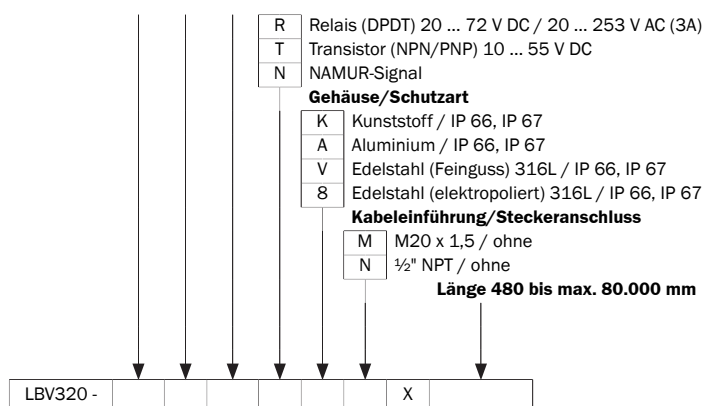 R Relais (DPDT) 20 ... 72 V DC / 20 ... 253 V AC (3A)
T Transistor (NPN/PNP) 10 ... 55 V DC
N NAMUR-Signal
Gehäuse/Schutzart
K Kunststoff / IP 66, IP 67
A Aluminium / IP 66, IP 67
V Edelstahl (Feinguss) 316L / IP 66, IP 67
8 Edelstahl (elektropoliert) 316L / IP 66, IP 67
Kabeleinführung/Steckeranschluss
M M20 x 1,5 / ohne
N ½" NPT / ohne
Länge 480 bis max. 80.000 mm
LBV320 - X